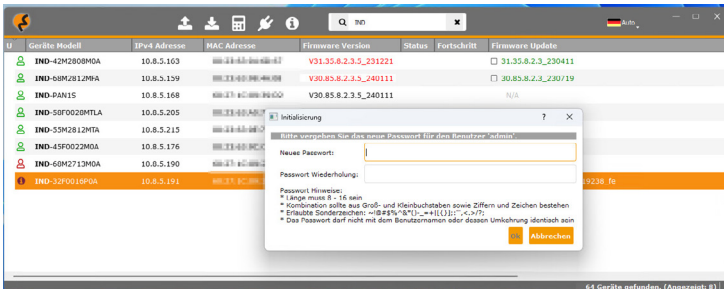 IND
Auto
U Geräte Modell IPv4 Adresse MAC Adresse Firmware Version Status Fortschritt Firmware Update
IND-42M2808M0A 10.8.5.163 V31.35.8.2.3.5_231221 31.35.8.2.3_230411
IND-68M2812MFA 10.8.5.159 V30.85.8.2.3.5_240111 30.85.8.2.3_230719
IND-PAN1S 10.8.5.168 V30.85.8.2.3.5_240111 N/A
IND-58F0028MTLA 10.8.5.205
IND-55M2812MTA 10.8.5.215
IND-45F0022M0A 10.8.5.176
IND-60M2713M0A 10.8.5.190
IND-32F0016P0A 10.8.5.191 19238_fe
Initialisierung ? X
Bitte vergeben Sie das neue Passwort für den Benutzer 'admin'.
Neues Passwort:
Passwort Wiederholung:
Passwort Hinweise:
* Länge muss 8 - 16 sein
* Kombination sollte aus Groß- und Kleinbuchstaben sowie Ziffern und Zeichen bestehen
* Erlaubte Sonderzeichen: ~!@#$%^&*()-_=+[{}];:'',<.>/?;
* Das Passwort darf nicht mit dem Benutzernamen oder dessen Umkehrung identisch sein
Ok Abbrechen
64 Geräte gefunden. (Angezeigt: 8)